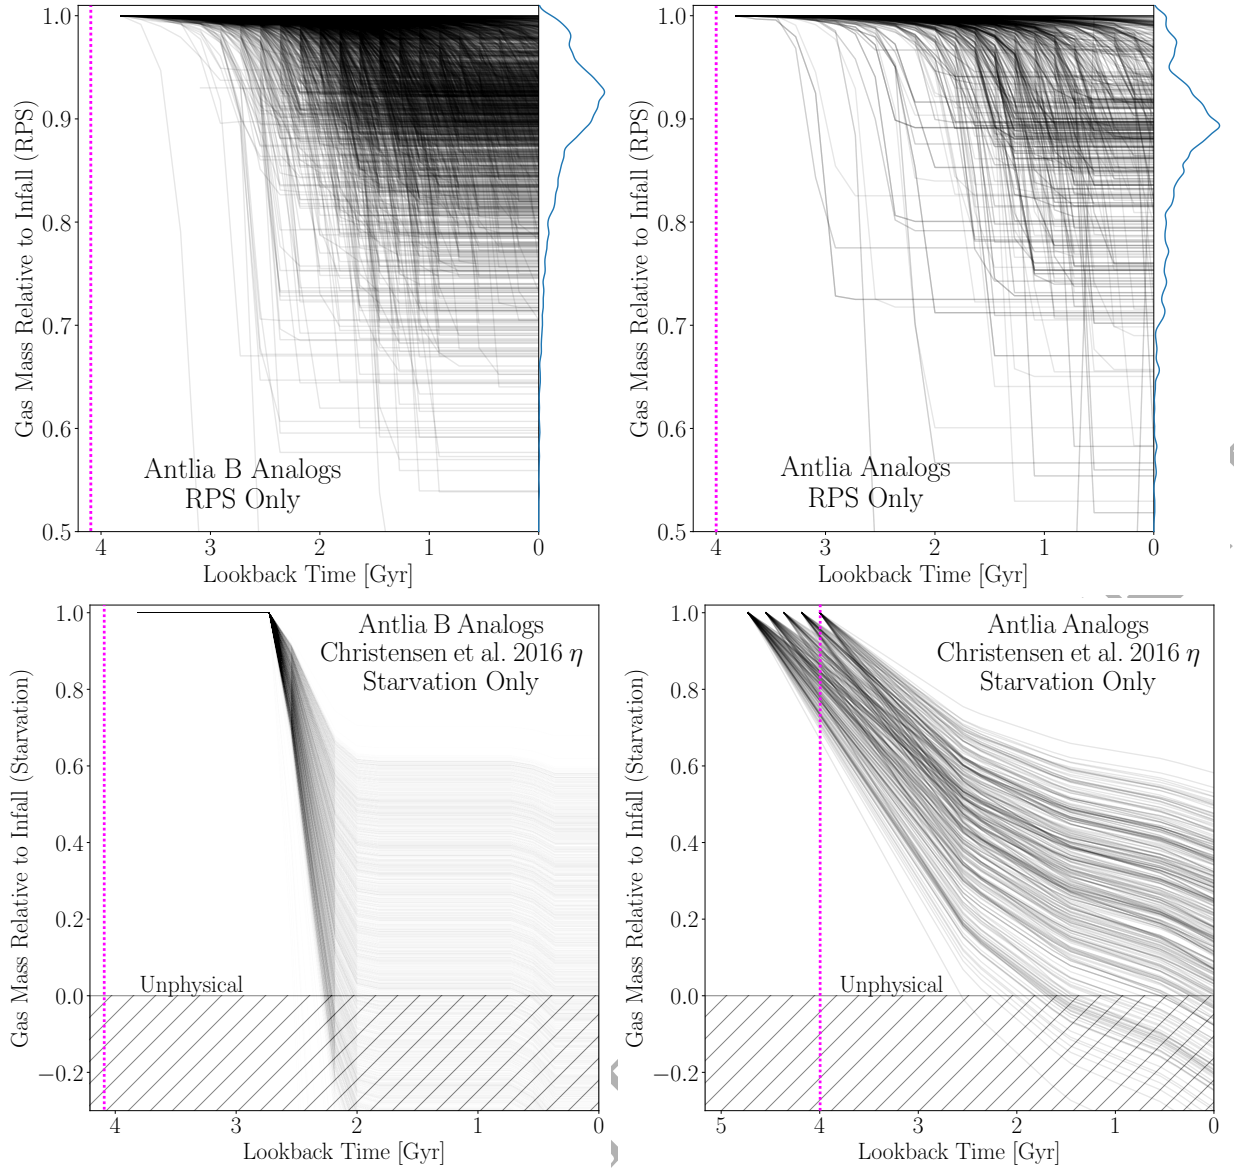 Gas Mass Relative to Infall (RPS)
1.0
0.9
0.8
0.7
0.6
0.5
Antlia B Analogs
RPS Only
4 3 2 1 0
Lookback Time [Gyr]
Gas Mass Relative to Infall (RPS)
1.0
0.9
0.8
0.7
0.6
0.5
Antlia Analogs
RPS Only
4 3 2 1 0
Lookback Time [Gyr]
Gas Mass Relative to Infall (Starvation)
1.0
0.8
0.6
0.4
0.2
0.0
−0.2
Antlia B Analogs
Christensen et al. 2016 η
Starvation Only
Unphysical
4 3 2 1 0
Lookback Time [Gyr]
Gas Mass Relative to Infall (Starvation)
1.0
0.8
0.6
0.4
0.2
0.0
−0.2
Antlia Analogs
Christensen et al. 2016 η
Starvation Only
Unphysical
5 4 3 2 1 0
Lookback Time [Gyr]